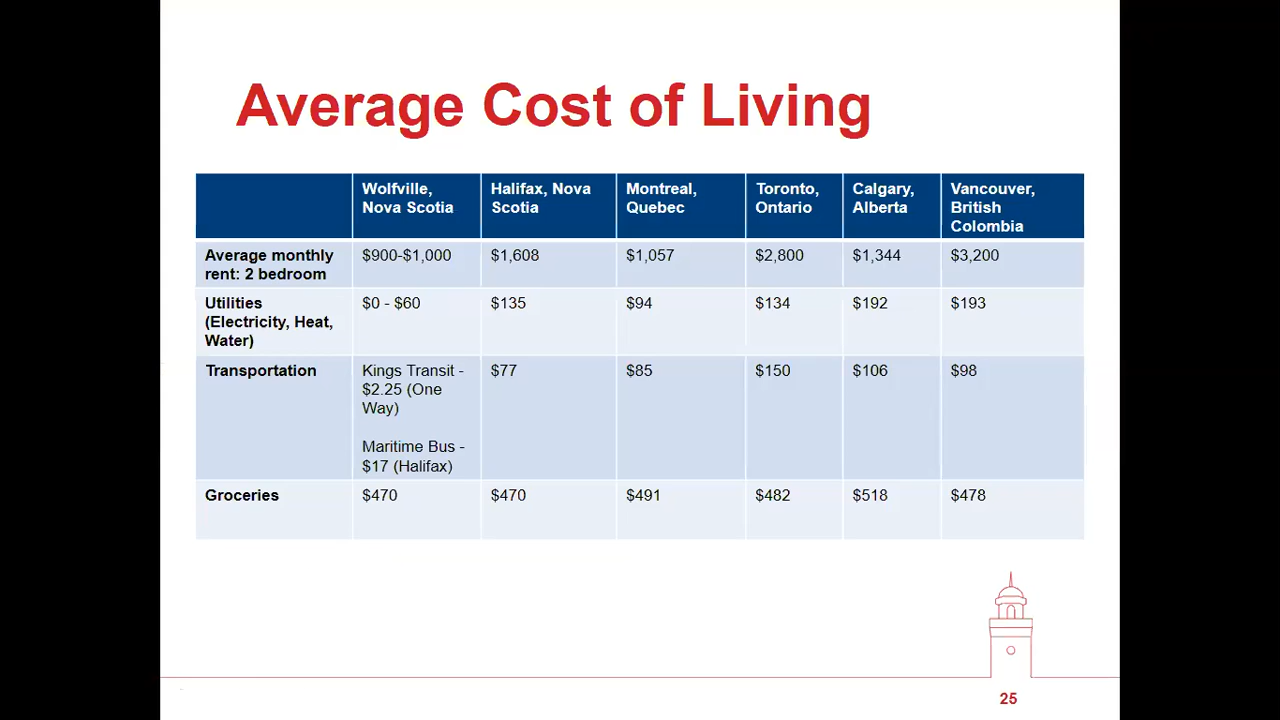 Average Cost of Living
Wolfville,
Nova Scotia
Halifax, Nova
Scotia
Montreal,
Quebec
Toronto,
Ontario
Calgary,
Alberta
Vancouver,
British
Colombia
Average monthly
rent: 2 bedroom
$900-$1,000
$1,608
$1,057
$2,800
$1,344
$3,200
Utilities
(Electricity, Heat,
Water)
$0 - $60
$135
$94
$134
$192
$193
Transportation
Kings Transit -
$2.25 (One
Way)
Maritime Bus -
$17 (Halifax)
$77
$85
$150
$106
$98
Groceries
$470
$470
$491
$482
$518
$478
25